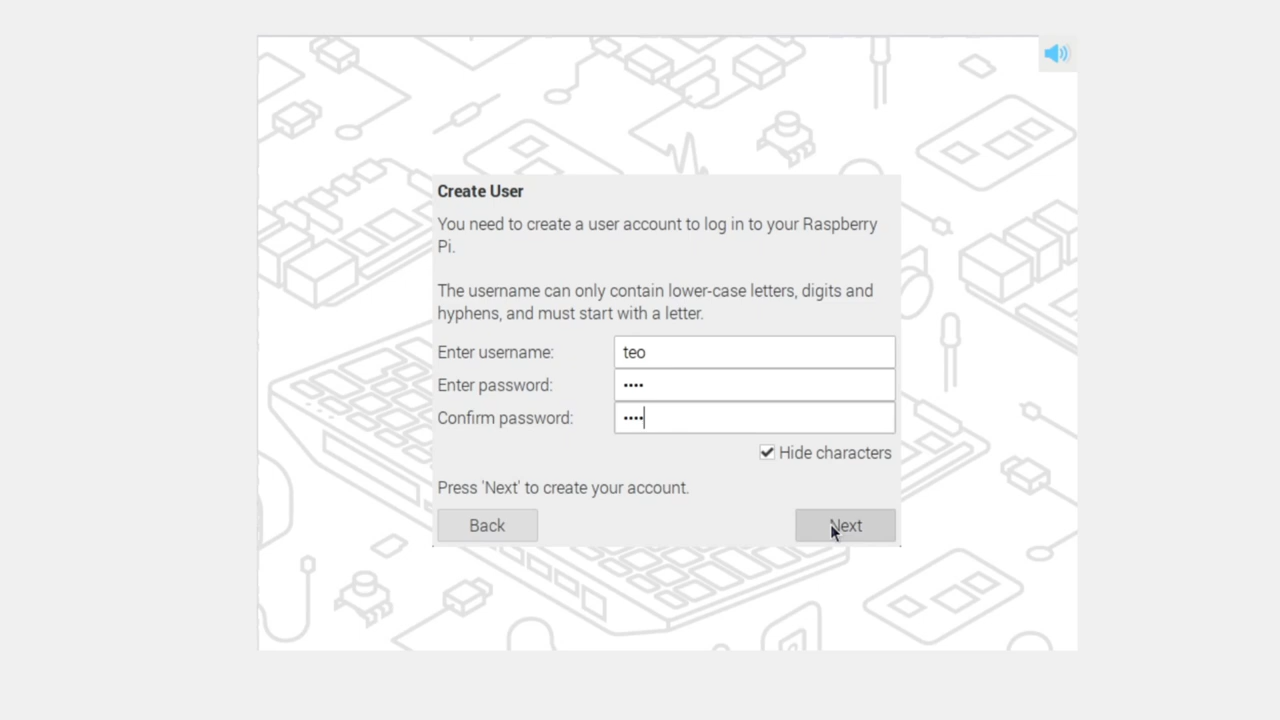 Create User
You need to create a user account to log in to your Raspberry
Pi.
The username can only contain lower-case letters, digits and
hyphens, and must start with a letter.
Enter username: teo
Enter password: ••••
Confirm password: ••••
Hide characters
Press 'Next' to create your account.
Back Next